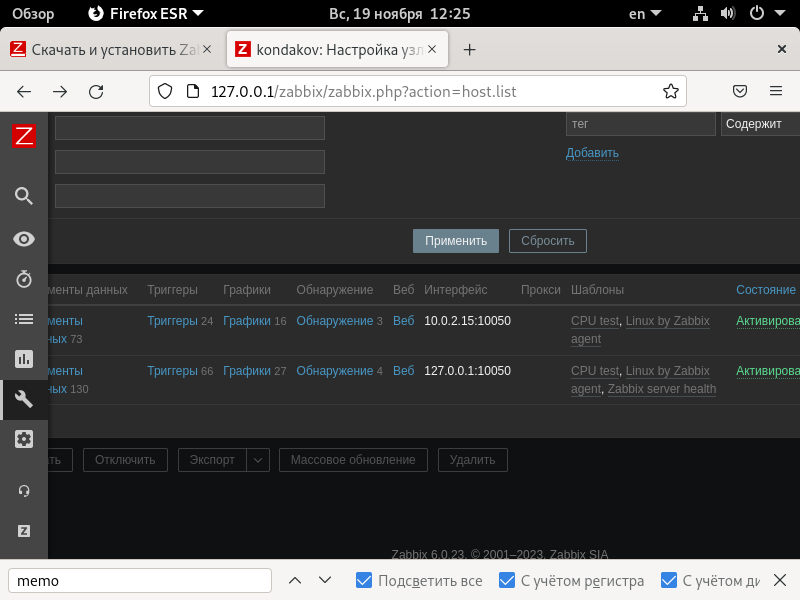 Обзор Firefox ESR Вс, 19 ноября 12:25 en
Скачать и установить Za kondakov: Настройка узл
127.0.0.1/zabbix/zabbix.php?action=host.list
Z
тег Содержит
Добавить
Применить Сбросить
менты данных Триггеры Графики Обнаружение Веб Интерфейс Прокси Шаблоны Состояние
менты Триггеры 24 Графики 16 Обнаружение 3 Веб 10.0.2.15:10050 CPU test, Linux by Zabbix Активирова
ных 73 agent
менты Триггеры 66 Графики 27 Обнаружение 4 Веб 127.0.0.1:10050 CPU test, Linux by Zabbix Активирова
ных 130 agent, Zabbix server health
ть Отключить Экспорт Массовое обновление Удалить
Z
Zabbix 6.0.23. © 2001–2023, Zabbix SIA
memo Подсветить все С учётом регистра С учётом ди